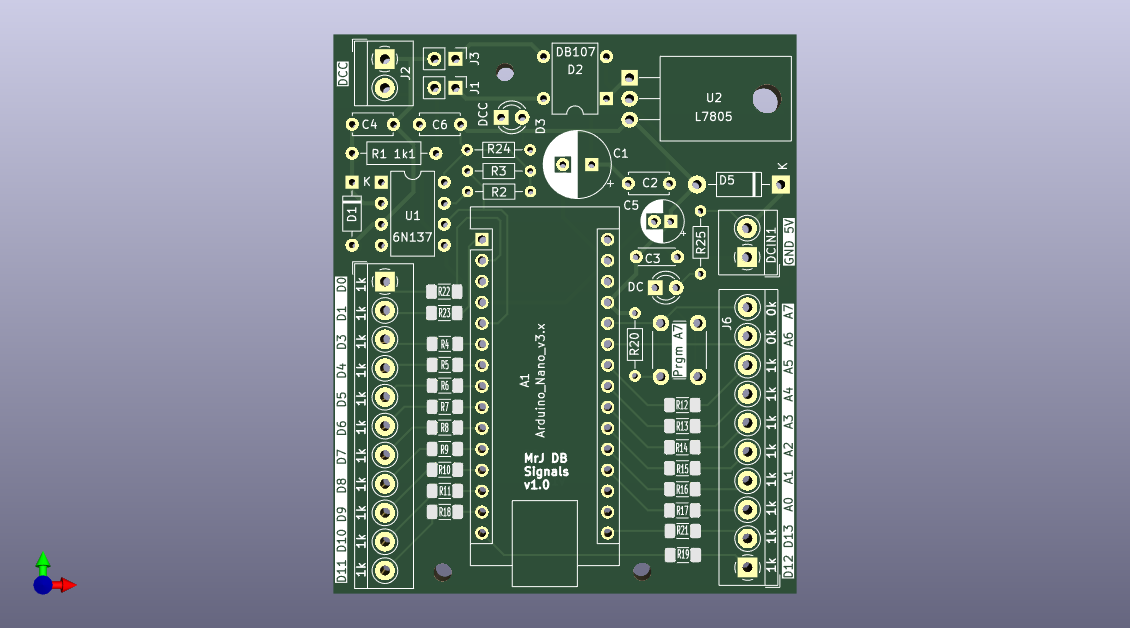 DCC
J2
J3
J1
DB107
D2
U2
L7805
DCC
D3
C4
C6
R1 1k1
R24
R3
R2
C1
+
C2
D5
K
K
D1
U1
6N137
C5
+
R25
DCIN1
GND 5V
C3
DC
D0
D1
D3
D4
D5
D6
D7
D8
D9
D10
D11
1k
1k
1k
1k
1k
1k
1k
1k
1k
1k
1k
R22
R23
R4
R5
R6
R7
R8
R9
R10
R11
R18
A1
Arduino_Nano_v3.x
MrJ DB
Signals
v1.0
R20
Prgm A7
J6
R12
R13
R14
R15
R16
R17
R21
R19
0k
0k
1k
1k
1k
1k
1k
1k
1k
1k
A7
A6
A5
A4
A3
A2
A1
A0
D13
D12